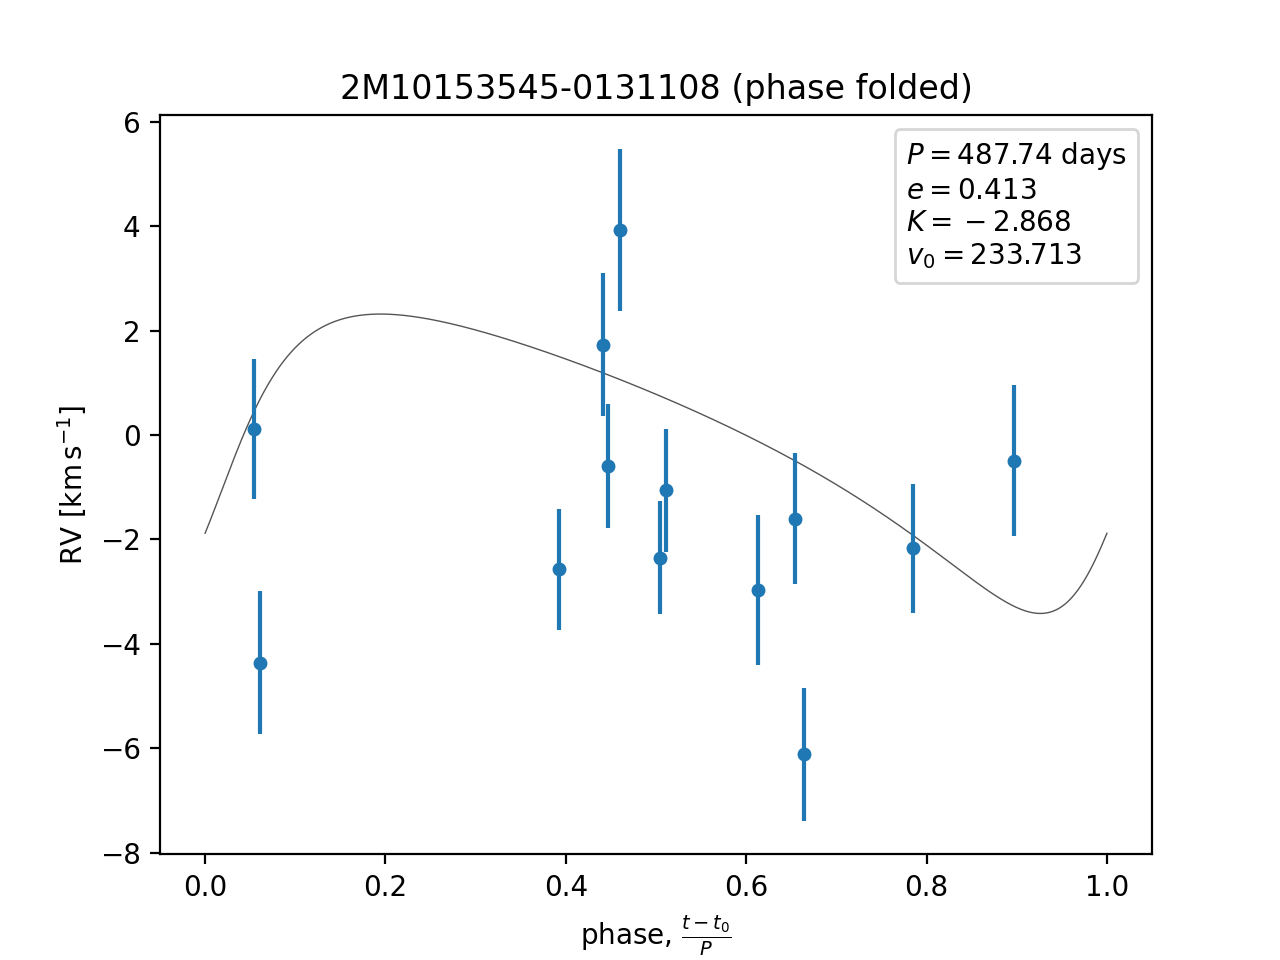 2M10153545-0131108 (phase folded)
P = 487.74 days
e = 0.413
K = −2.868
v₀ = 233.713
6
4
2
0
−2
−4
−6
−8
RV [km s⁻¹]
0.0 0.2 0.4 0.6 0.8 1.0
phase, (t − t₀)/P